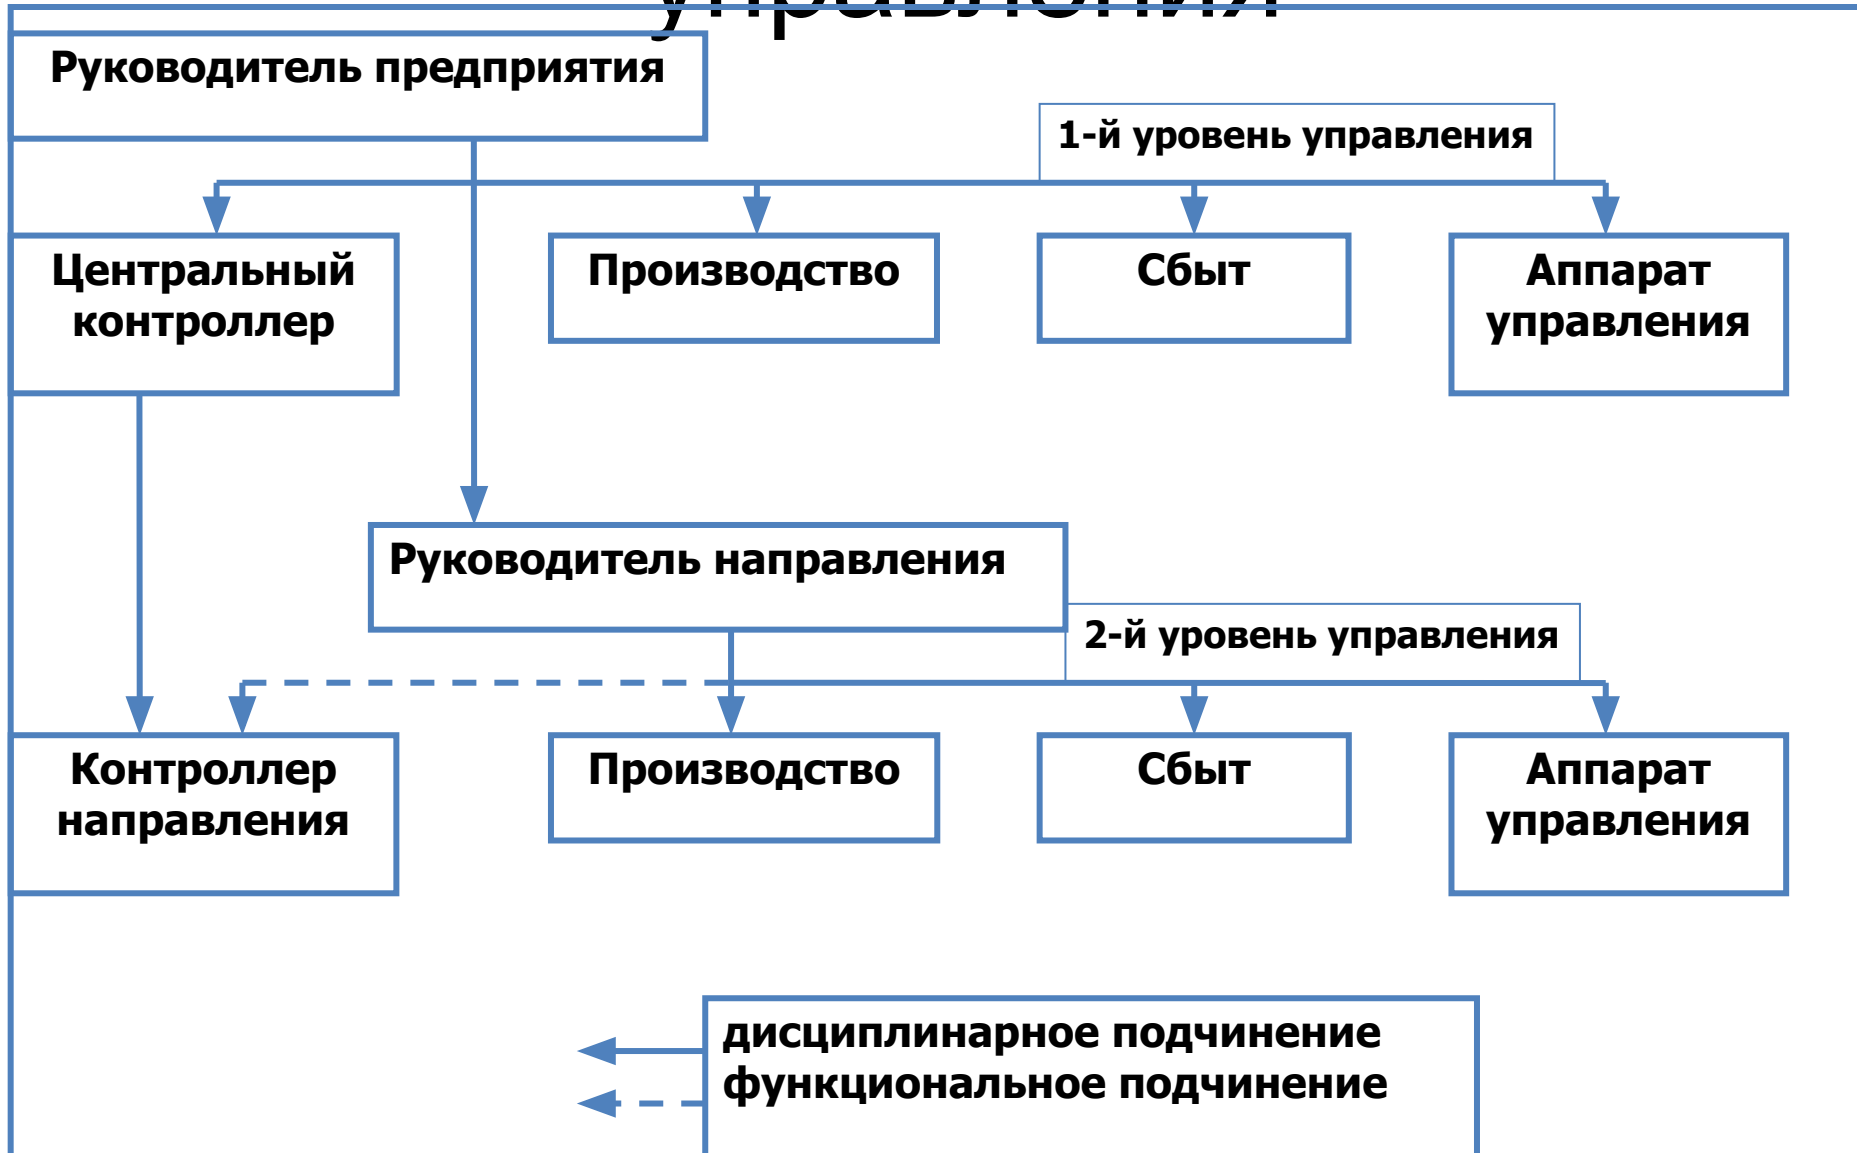 управления
Руководитель предприятия
1-й уровень управления
Центральный
контроллер
Производство
Сбыт
Аппарат
управления
Руководитель направления
2-й уровень управления
Контроллер
направления
Производство
Сбыт
Аппарат
управления
дисциплинарное подчинение
функциональное подчинение